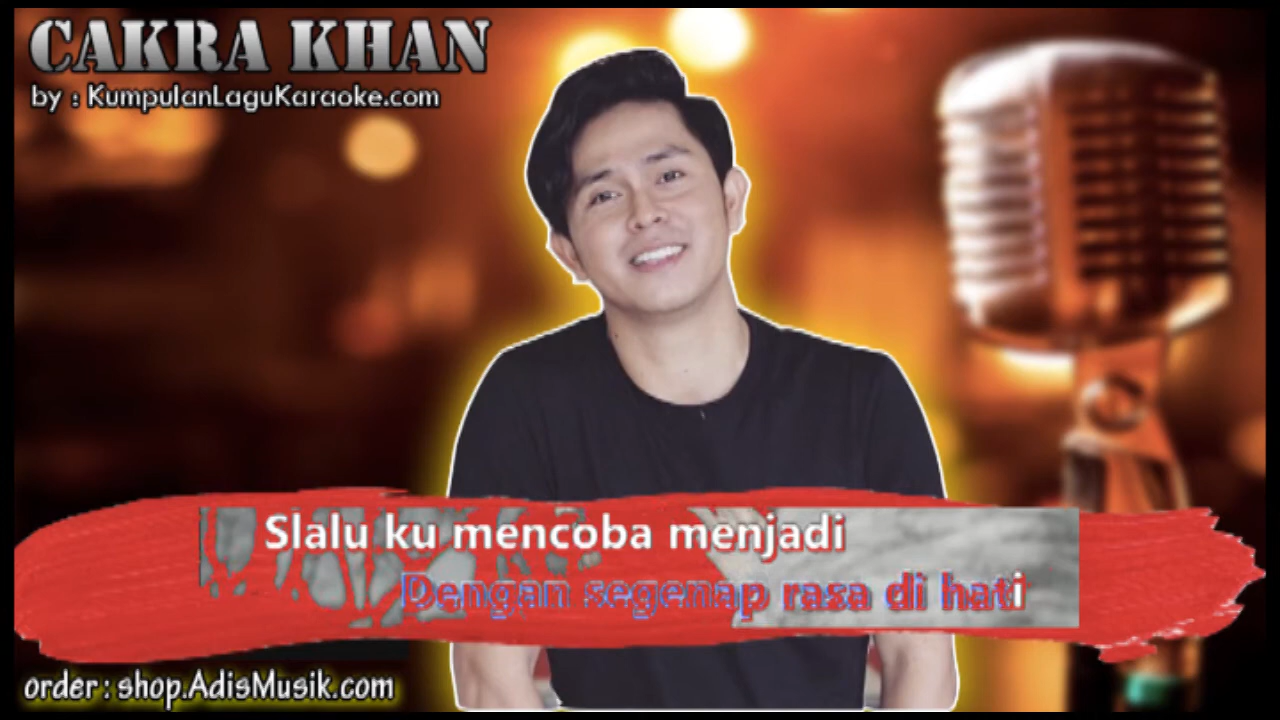 CAKRA KHAN
by : KumpulanLaguKaraoke.com
Slalu ku mencoba menjadi
Dengan segenap rasa di hati
order : shop.AdisMusik.com